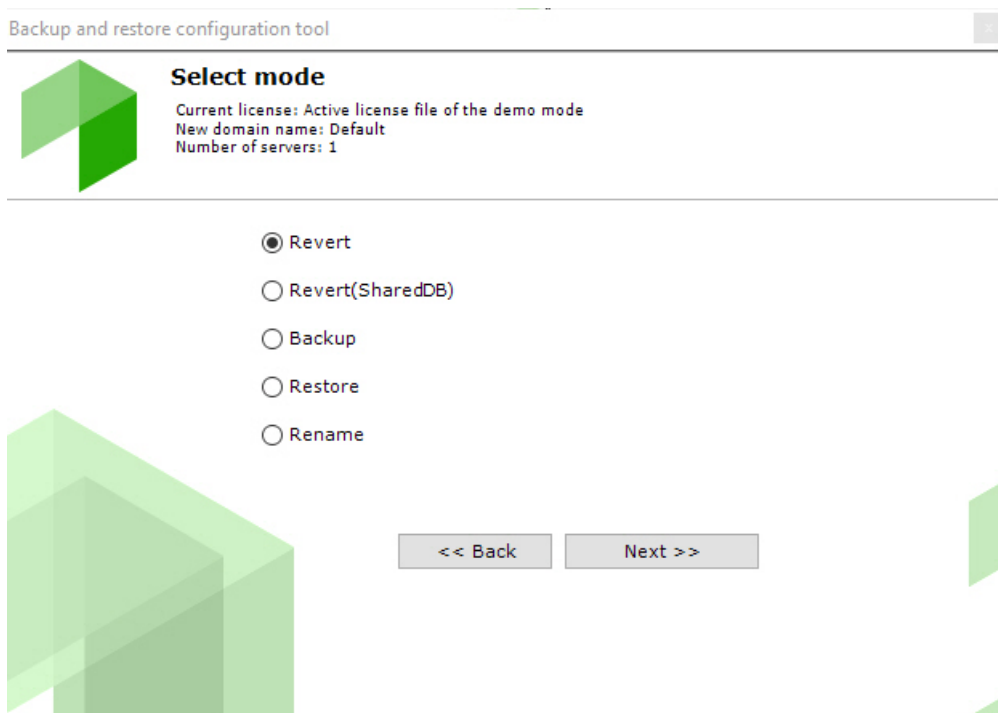 Backup and restore configuration tool
Select mode
Current license: Active license file of the demo mode
New domain name: Default
Number of servers: 1
Revert
Revert(SharedDB)
Backup
Restore
Rename
<< Back
Next >>